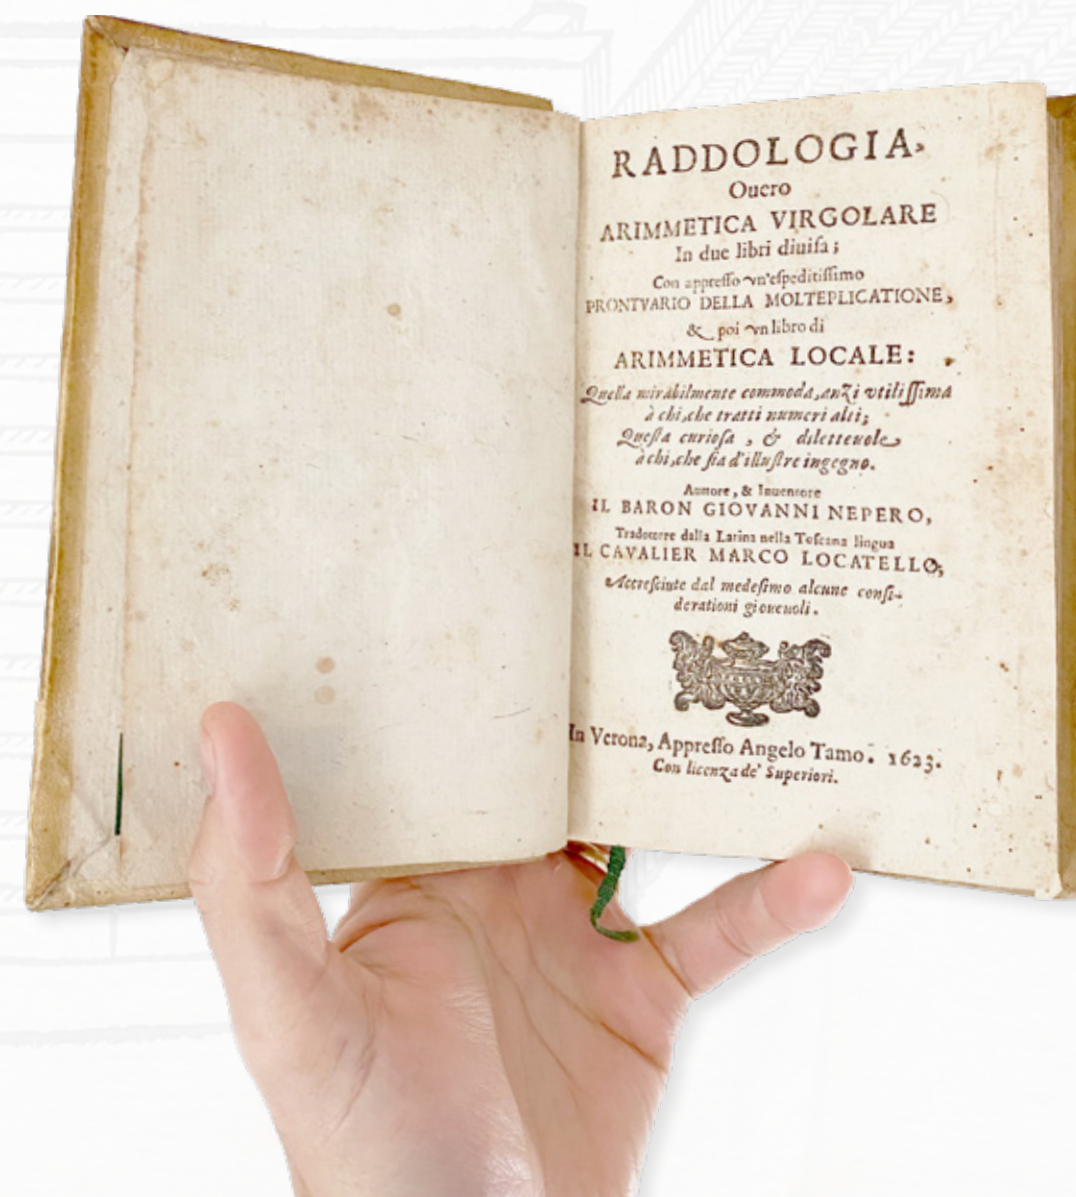 RADDOLOGIA,
Ouero
ARIMMETICA VIRGOLARE
In due libri diuiſa;
Con appreſſo vn'eſpeditiſſimo
PRONTVARIO DELLA MOLTEPLICATIONE,
& poi vn libro di
ARIMMETICA LOCALE:
Quella mirabilmente commoda, anzi vtiliſſima
à chi, che tratti numeri alti;
Queſta curioſa, & diletteuole
à chi, che ſia d'illuſtre ingegno.
Autore, & Inuentore
IL BARON GIOVANNI NEPERO,
Tradottore dalla Latina nella Toſcana lingua
IL CAVALIER MARCO LOCATELLO;
Accreſciute dal medeſimo alcune conſi-
derationi gioueuoli.
In Verona, Appreſſo Angelo Tamo. 1623.
Con licenza de' Superiori.